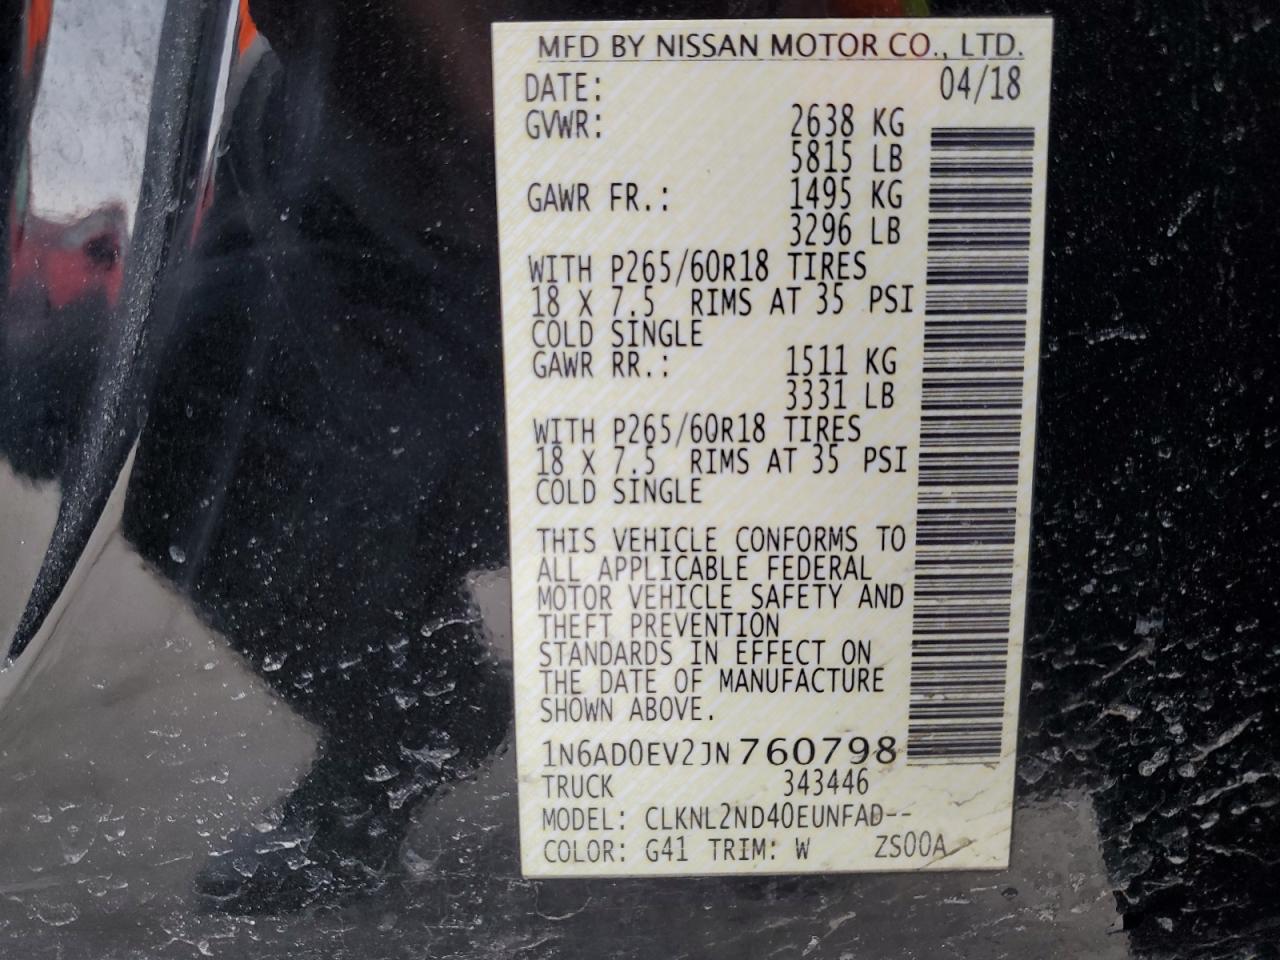 MFD BY NISSAN MOTOR CO., LTD.
DATE: 04/18
GVWR: 2638 KG
5815 LB
GAWR FR.: 1495 KG
3296 LB
WITH P265/60R18 TIRES
18 X 7.5 RIMS AT 35 PSI
COLD SINGLE
GAWR RR.: 1511 KG
3331 LB
WITH P265/60R18 TIRES
18 X 7.5 RIMS AT 35 PSI
COLD SINGLE
THIS VEHICLE CONFORMS TO
ALL APPLICABLE FEDERAL
MOTOR VEHICLE SAFETY AND
THEFT PREVENTION
STANDARDS IN EFFECT ON
THE DATE OF MANUFACTURE
SHOWN ABOVE.
1N6AD0EV2JN760798
TRUCK 343446
MODEL: CLKNL2ND40EUNFAD--
COLOR: G41 TRIM: W ZS00A